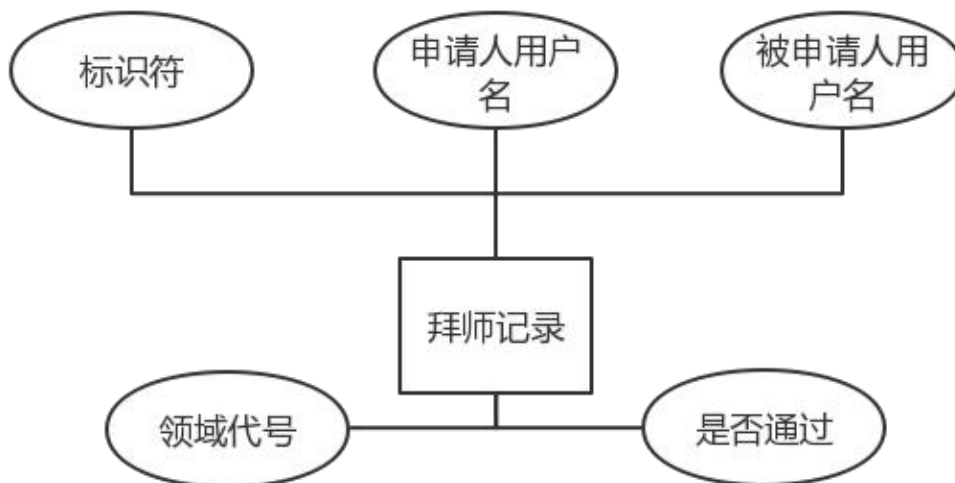 标识符
申请人用户
名
被申请人用
户名
拜师记录
领域代号
是否通过